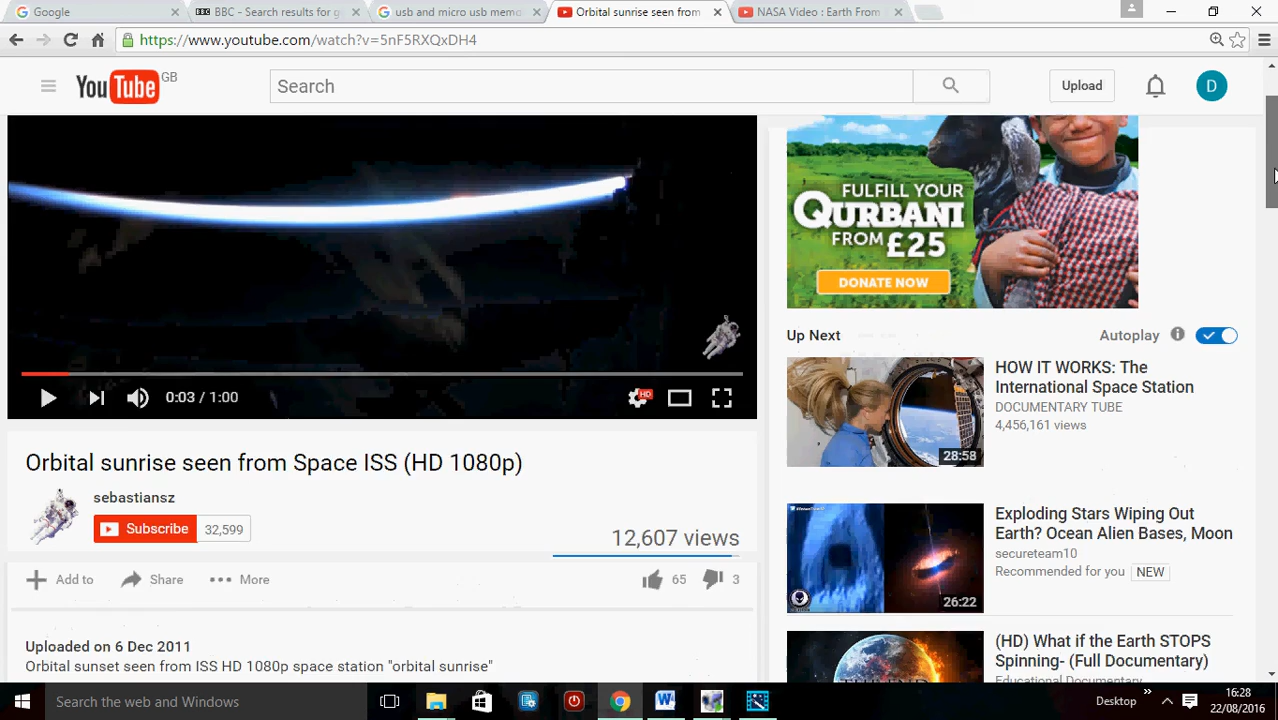 Google
BBC - Search results for g
usb and micro usb mem
Orbital sunrise seen from
NASA Video : Earth From
https://www.youtube.com/watch?v=5nF5RXQxDH4
YouTube GB
Search
Upload
D
FULFILL YOUR
QURBANI
FROM £25
DONATE NOW
0:03 / 1:00
HD
Up Next
Autoplay
HOW IT WORKS: The
International Space Station
DOCUMENTARY TUBE
4,456,161 views
28:58
Orbital sunrise seen from Space ISS (HD 1080p)
sebastiansz
Subscribe 32,599
12,607 views
Exploding Stars Wiping Out
Earth? Ocean Alien Bases, Moon
secureteam10
Recommended for you NEW
26:22
Add to
Share
More
65
3
Uploaded on 6 Dec 2011
Orbital sunset seen from ISS HD 1080p space station "orbital sunrise"
(HD) What if the Earth STOPS
Spinning- (Full Documentary)
Educational Documentary
Search the web and Windows
Desktop
16:28
22/08/2016